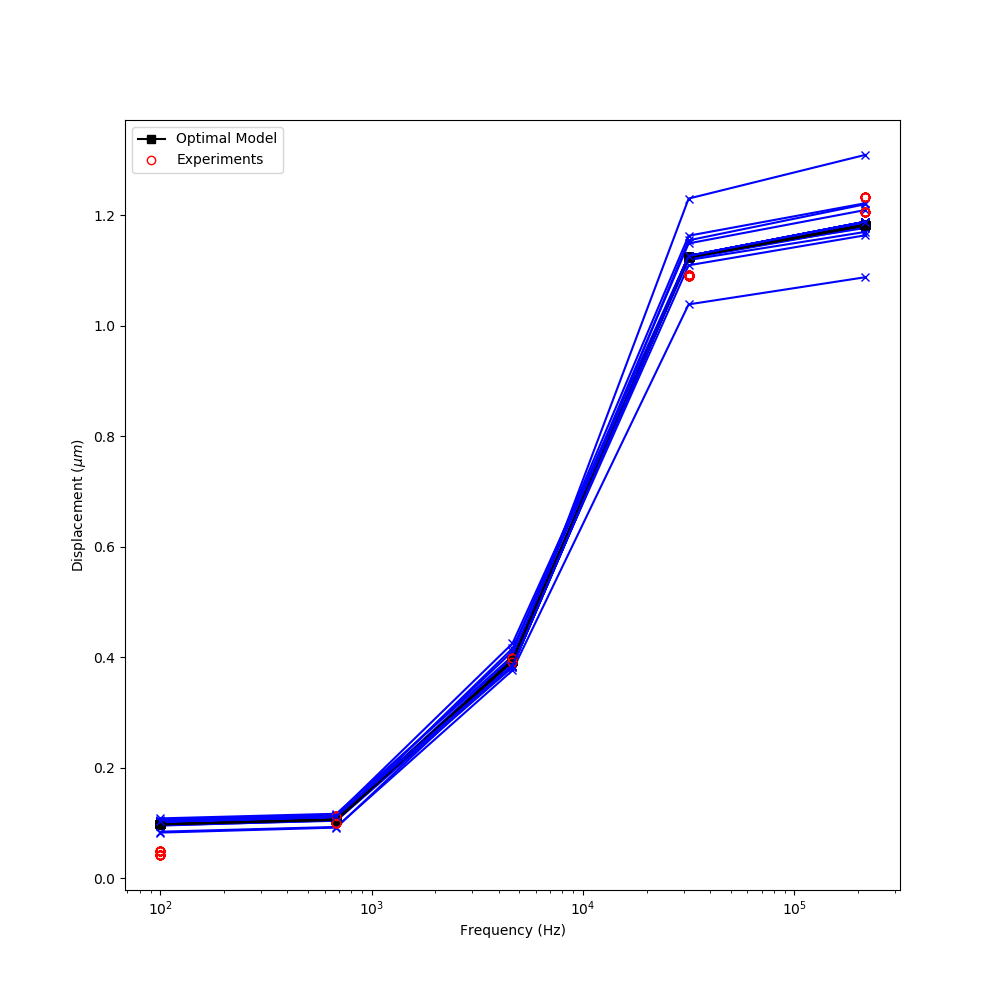 Optimal Model
Experiments
1.2
1.0
0.8
0.6
0.4
0.2
0.0
Displacement (μm)
10²
10³
10⁴
10⁵
Frequency (Hz)